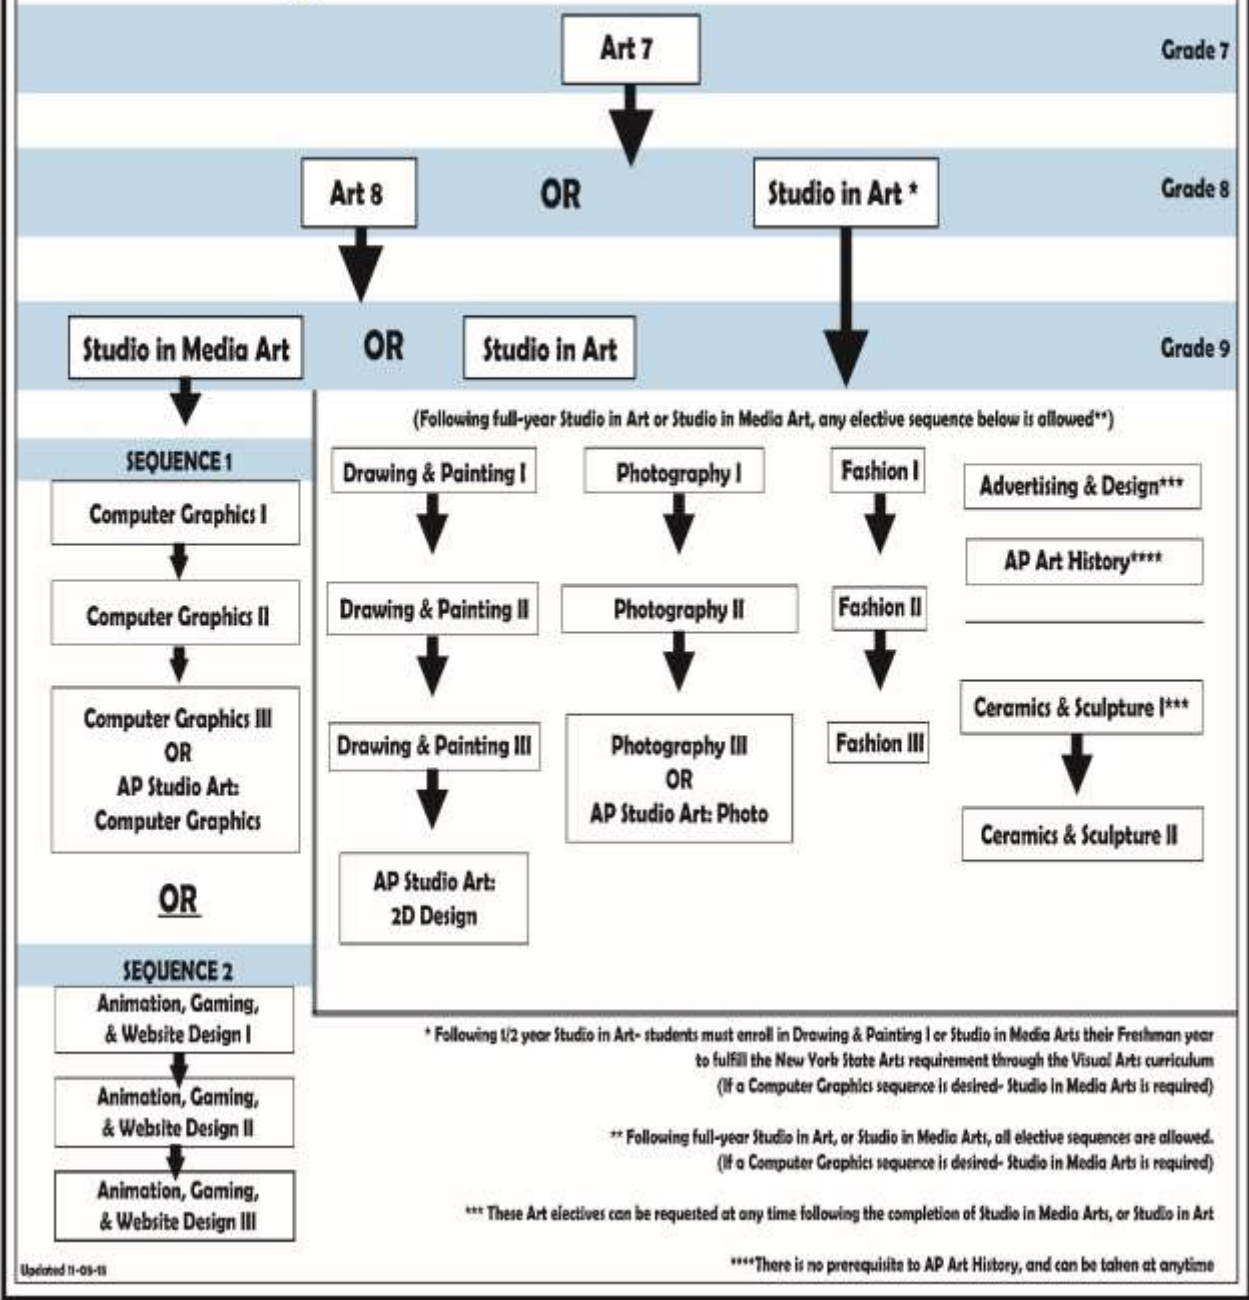 Art 7
Grade 7
Art 8
OR
Studio in Art *
Grade 8
Studio in Media Art
OR
Studio in Art
Grade 9
(Following full-year Studio in Art or Studio in Media Art, any elective sequence below is allowed**)
SEQUENCE 1
Computer Graphics I
Computer Graphics II
Computer Graphics III
OR
AP Studio Art:
Computer Graphics
OR
SEQUENCE 2
Animation, Gaming,
& Website Design I
Animation, Gaming,
& Website Design II
Animation, Gaming,
& Website Design III
Drawing & Painting I
Drawing & Painting II
Drawing & Painting III
AP Studio Art:
2D Design
Photography I
Photography II
Photography III
OR
AP Studio Art: Photo
Fashion I
Fashion II
Fashion III
Advertising & Design***
AP Art History****
Ceramics & Sculpture I***
Ceramics & Sculpture II
* Following 1/2 year Studio in Art- students must enroll in Drawing & Painting I or Studio in Media Arts their Freshman year
to fulfill the New York State Arts requirement through the Visual Arts curriculum
(If a Computer Graphics sequence is desired- Studio in Media Arts is required)
** Following full-year Studio in Art, or Studio in Media Arts, all elective sequences are allowed.
(If a Computer Graphics sequence is desired- Studio in Media Arts is required)
*** These Art electives can be requested at any time following the completion of Studio in Media Arts, or Studio in Art
****There is no prerequisite to AP Art History, and can be taken at anytime
Updated